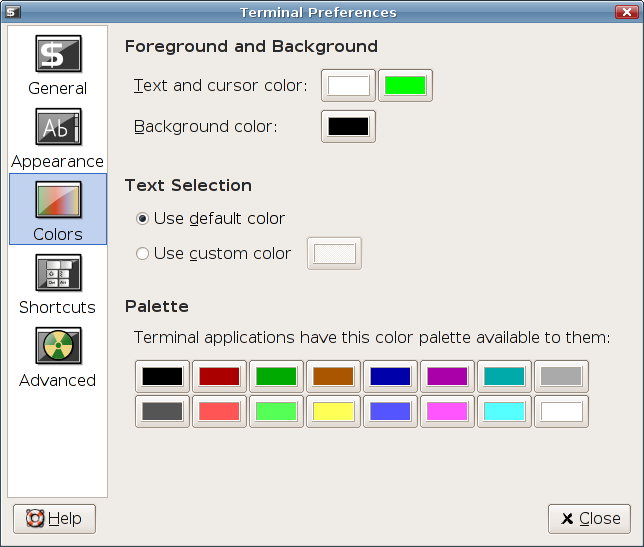 Terminal Preferences
General
Appearance
Colors
Shortcuts
Advanced
Foreground and Background
Text and cursor color:
Background color:
Text Selection
Use default color
Use custom color
Palette
Terminal applications have this color palette available to them:
Help
Close